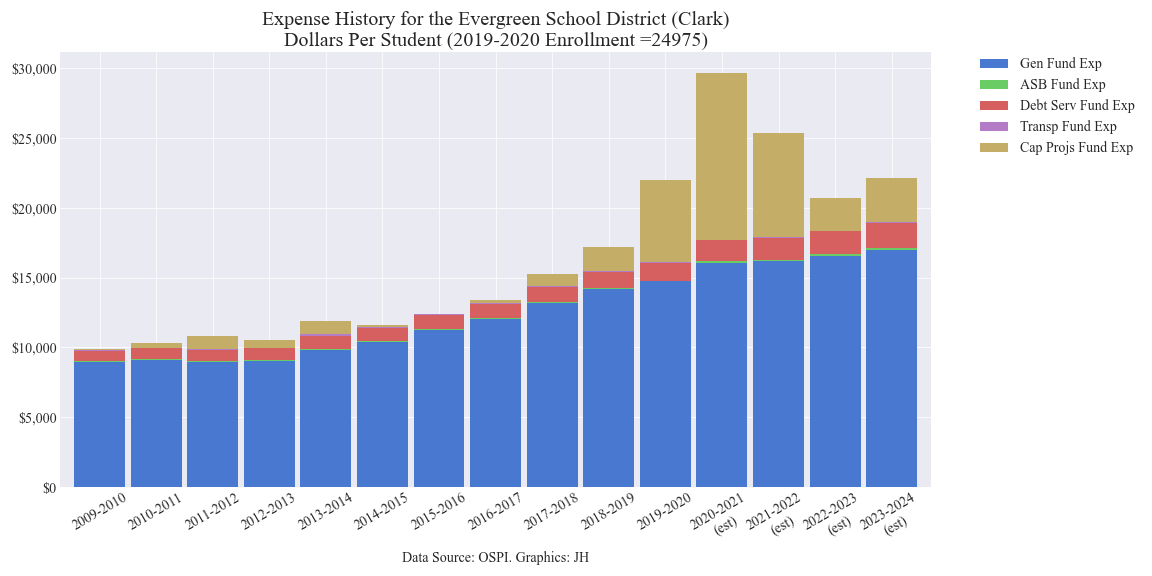 Expense History for the Evergreen School District (Clark)
Dollars Per Student (2019-2020 Enrollment =24975)
$30,000
$25,000
$20,000
$15,000
$10,000
$5,000
$0
Gen Fund Exp
ASB Fund Exp
Debt Serv Fund Exp
Transp Fund Exp
Cap Projs Fund Exp
2009-2010
2010-2011
2011-2012
2012-2013
2013-2014
2014-2015
2015-2016
2016-2017
2017-2018
2018-2019
2019-2020
2020-2021
(est)
2021-2022
(est)
2022-2023
(est)
2023-2024
(est)
Data Source: OSPI. Graphics: JH